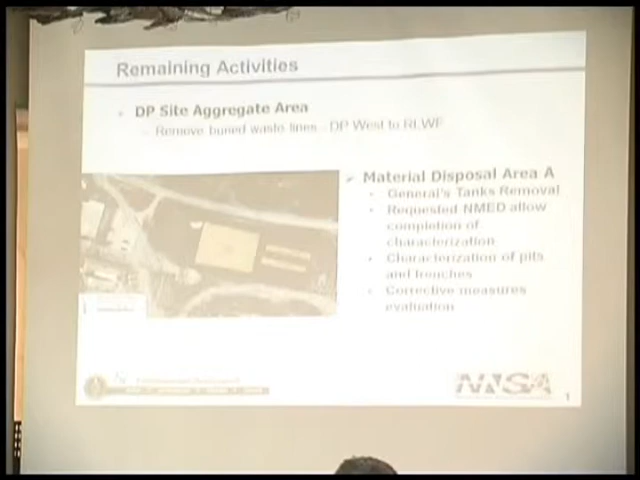 Remaining Activities
DP Site Aggregate Area
Remove buried waste lines DP West to RLWF
Material Disposal Area A
General's Tanks Removal
Requested NMED allow
completion of
characterization
Characterization of pits
and trenches
Corrective measures
evaluation
NNSA